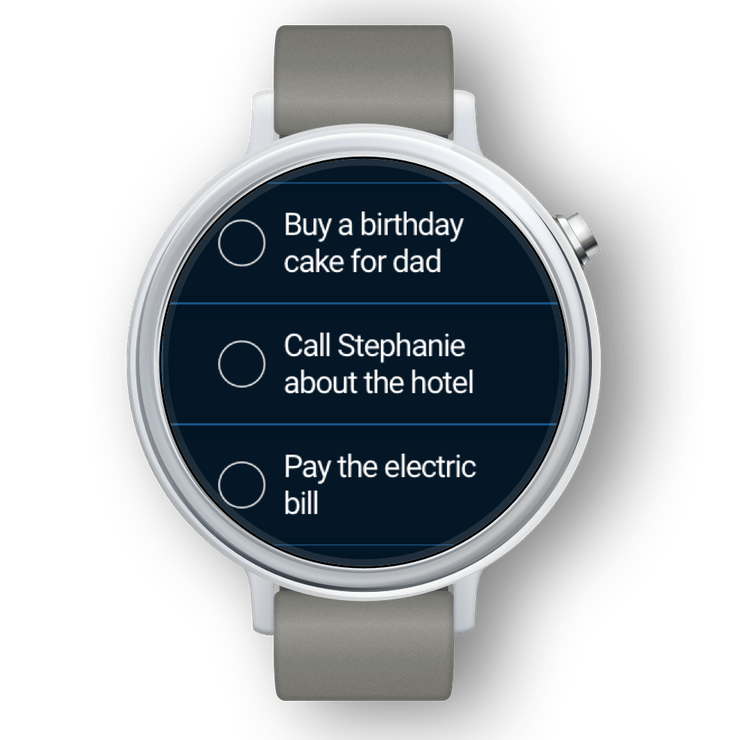 Buy a birthday
cake for dad
Call Stephanie
about the hotel
Pay the electric
bill